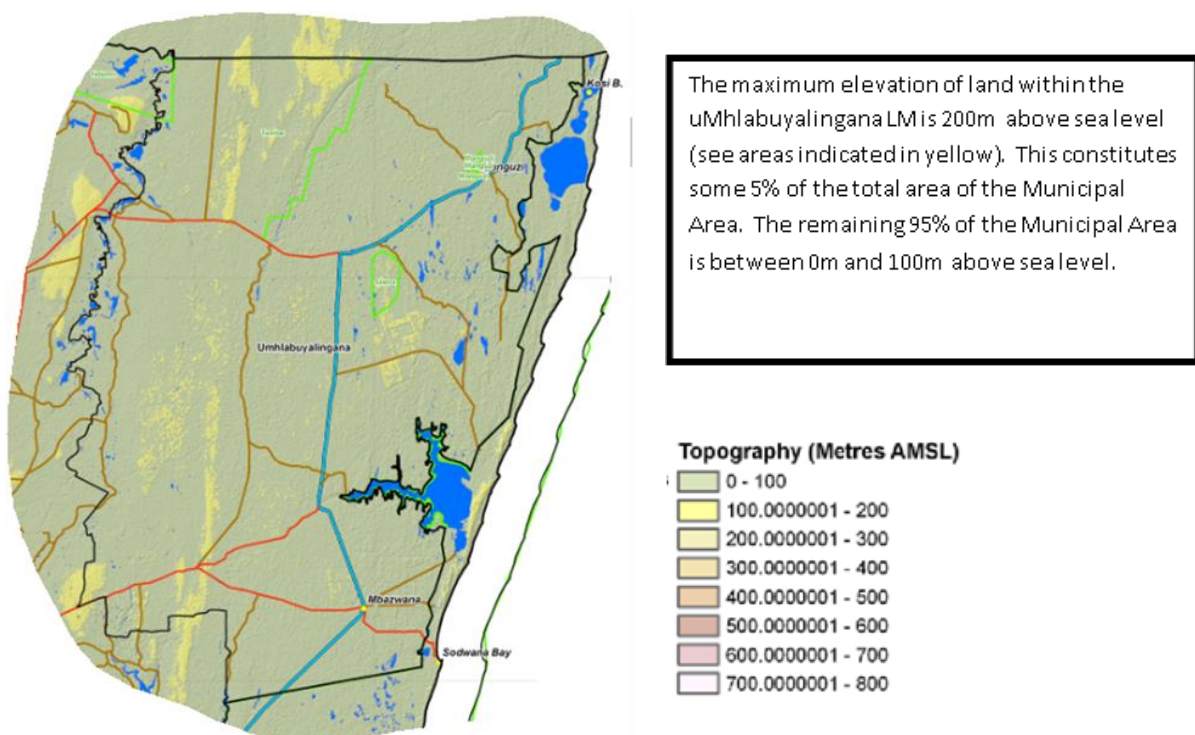 Kosi B.
The maximum elevation of land within the
uMhlabuyalingana LM is 200m above sea level
(see areas indicated in yellow). This constitutes
some 5% of the total area of the Municipal
Area. The remaining 95% of the Municipal Area
is between 0m and 100m above sea level.
Umhlabuyalingana
Mbazwana
Sodwana Bay
Topography (Metres AMSL)
0 - 100
100.0000001 - 200
200.0000001 - 300
300.0000001 - 400
400.0000001 - 500
500.0000001 - 600
600.0000001 - 700
700.0000001 - 800